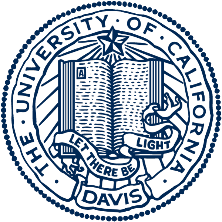 · THE · UNIVERSITY · OF · CALIFORNIA ·
A
LET THERE BE
LIGHT
DAVIS